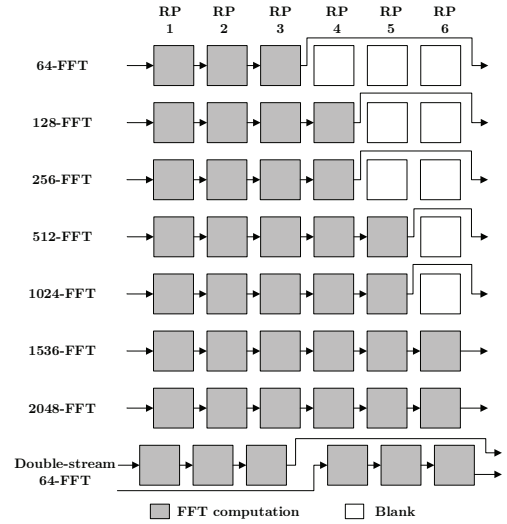 RP RP RP RP RP RP
1 2 3 4 5 6
64-FFT
128-FFT
256-FFT
512-FFT
1024-FFT
1536-FFT
2048-FFT
Double-stream
64-FFT
FFT computation Blank